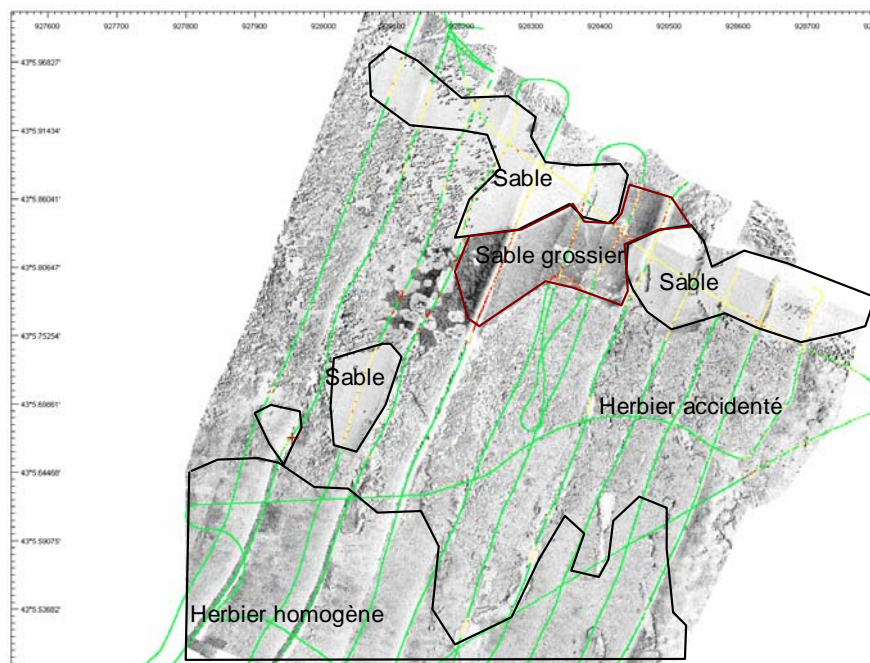 927600 927700 927800 927900 928000 928100 928200 928300 928400 928500 928600 928700
43°5.96827'
43°5.91434'
43°5.86041'
43°5.80647'
43°5.75254'
43°5.69861'
43°5.64468'
43°5.59075'
43°5.53682'
Sable
Sable grossier
Sable
Sable
Herbier accidenté
Herbier homogène